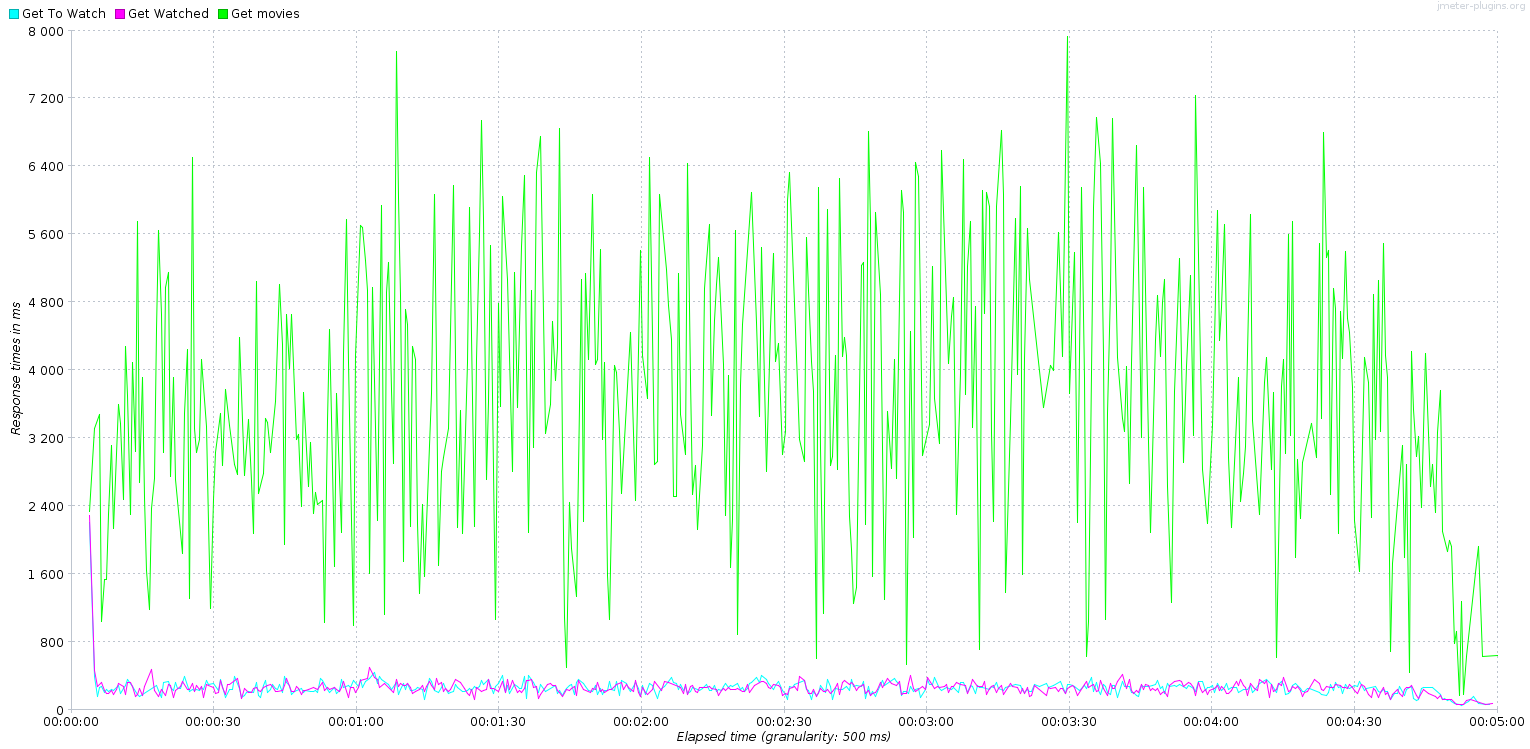 Get To Watch Get Watched Get movies
jmeter-plugins.org
8 000
7 200
6 400
5 600
4 800
4 000
3 200
2 400
1 600
800
0
Response times in ms
00:00:00 00:00:30 00:01:00 00:01:30 00:02:00 00:02:30 00:03:00 00:03:30 00:04:00 00:04:30 00:05:00
Elapsed time (granularity: 500 ms)